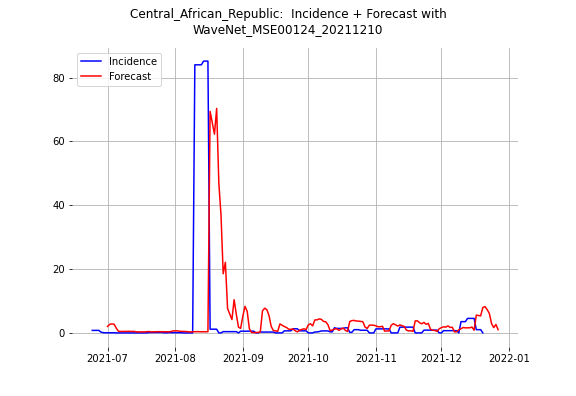 Central_African_Republic:  Incidence + Forecast with
WaveNet_MSE00124_20211210
Incidence
Forecast
80
60
40
20
0
2021-07 2021-08 2021-09 2021-10 2021-11 2021-12 2022-01